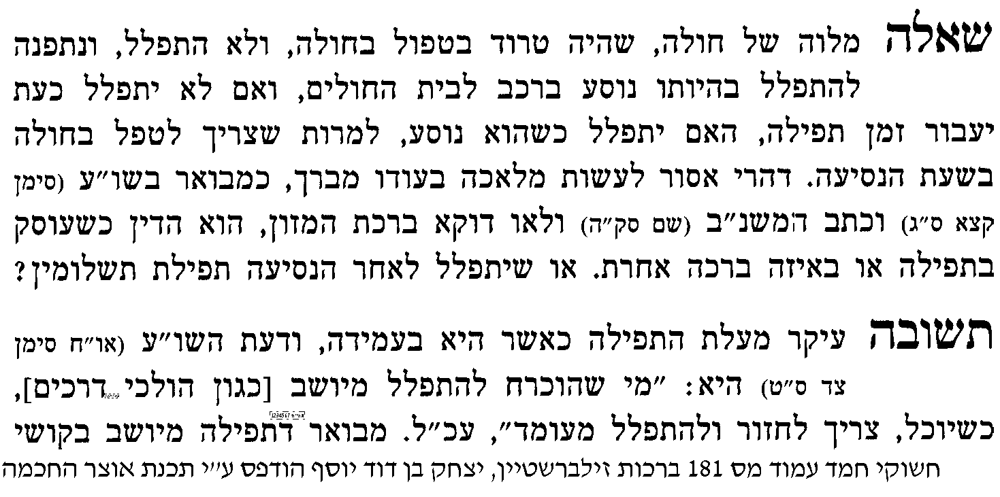 שאלה מלוה של חולה, שהיה טרוד בטפול בחולה, ולא התפלל, ונתפנה
להתפלל בהיותו נוסע ברכב לבית החולים, ואם לא יתפלל כעת
יעבור זמן תפילה, האם יתפלל כשהוא נוסע, למרות שצריך לטפל בחולה
בשעת הנסיעה. דהרי אסור לעשות מלאכה בעודו מברך, כמבואר בשו״ע (סימן
קצא ס״ג) וכתב המשנ״ב (שם סק״ה) ולאו דוקא ברכת המזון, הוא הדין כשעוסק
בתפילה או באיזה ברכה אחרת. או שיתפלל לאחר הנסיעה תפילת תשלומין?
תשובה עיקר מעלת התפילה כאשר היא בעמידה, ודעת השו״ע (או״ח סימן
צד ס״ט) היא: ״מי שהוכרח להתפלל מיושב [כגון הולכי דרכים],
כשיוכל, צריך לחזור ולהתפלל מעומד״, עכ״ל. מבואר דתפילה מיושב בקושי
חשוקי חמד עמוד מס 181 ברכות זילברשטיין, יצחק בן דוד יוסף הודפס ע״י תכנת אוצר החכמה